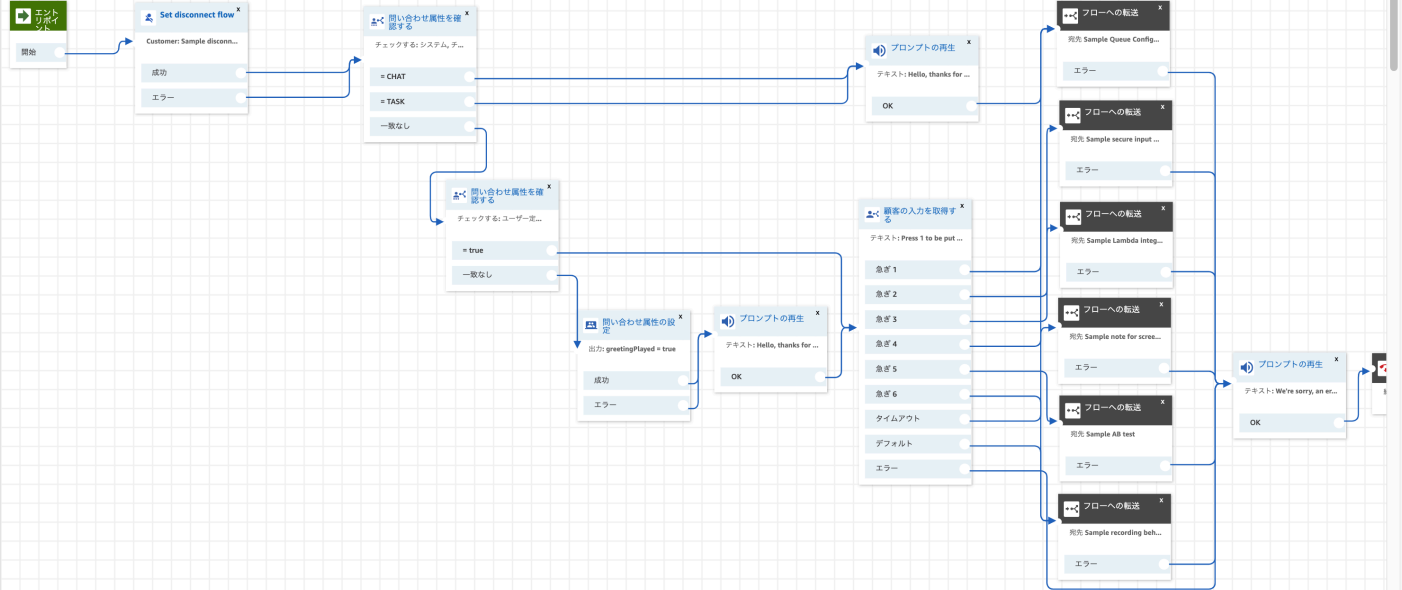 エント
リポイ
ント
開始
Set disconnect flow
x
Customer: Sample disconn...
成功
エラー
問い合わせ属性を確
認する
x
チェックする: システム, チ...
= CHAT
= TASK
一致なし
プロンプトの再生
x
テキスト: Hello, thanks for ...
OK
フローへの転送
x
宛先 Sample Queue Config...
エラー
フローへの転送
x
宛先 Sample secure input ...
エラー
問い合わせ属性を確
認する
x
チェックする: ユーザー定...
= true
一致なし
顧客の入力を取得す
る
x
テキスト: Press 1 to be put ...
急ぎ 1
急ぎ 2
急ぎ 3
急ぎ 4
急ぎ 5
急ぎ 6
タイムアウト
デフォルト
エラー
フローへの転送
x
宛先 Sample Lambda integ...
エラー
問い合わせ属性の設
定
x
出力: greetingPlayed = true
成功
エラー
プロンプトの再生
x
テキスト: Hello, thanks for ...
OK
フローへの転送
x
宛先 Sample note for scree...
エラー
プロンプトの再生
x
テキスト: We're sorry, an er...
OK
フローへの転送
x
宛先 Sample AB test
エラー
フローへの転送
x
宛先 Sample recording beh...
エラー